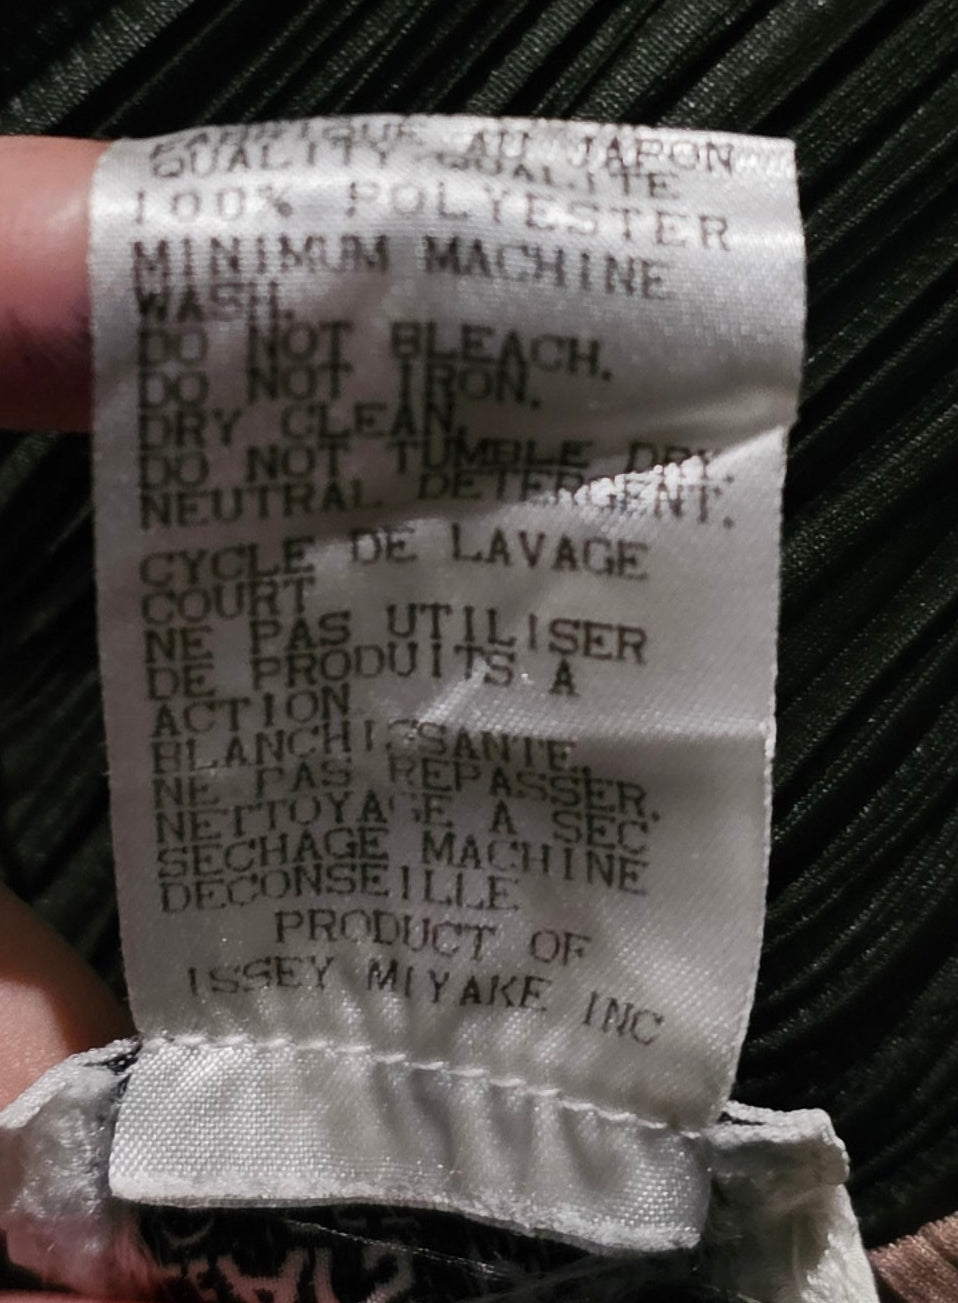 FABRIQUE AU JAPON
QUALITY QUALITE
100% POLYESTER
MINIMUM MACHINE
WASH.
DO NOT BLEACH.
DO NOT IRON.
DRY CLEAN.
DO NOT TUMBLE DRY.
NEUTRAL DETERGENT.
CYCLE DE LAVAGE
COURT
NE PAS UTILISER
DE PRODUITS A
ACTION
BLANCHISSANTE.
NE PAS REPASSER.
NETTOYAGE A SEC
SECHAGE MACHINE
DECONSEILLE
PRODUCT OF
ISSEY MIYAKE INC